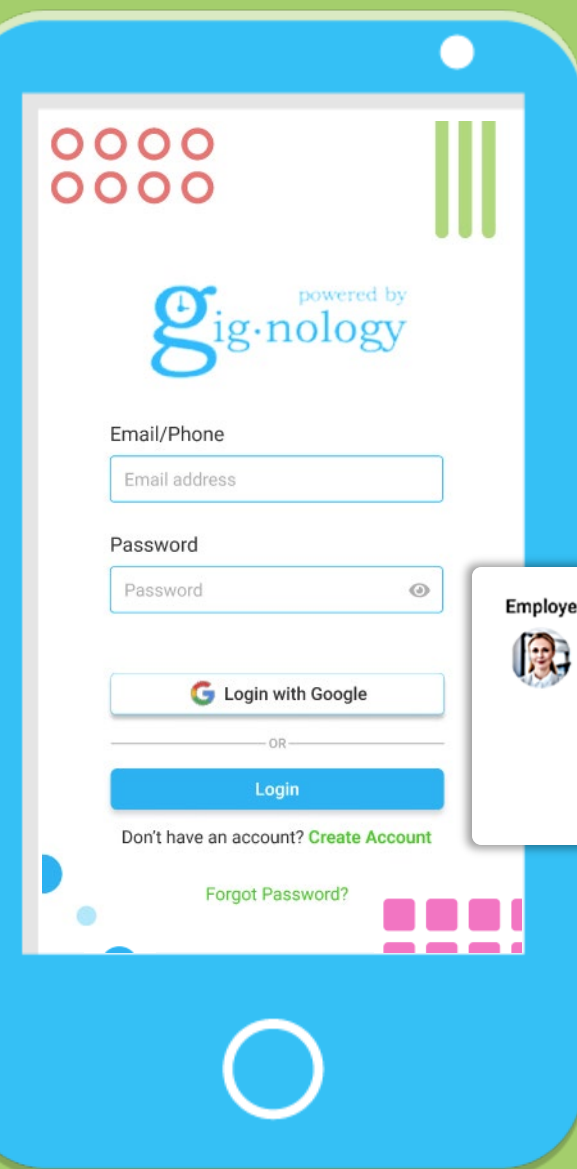 powered by
gig·nology
Email/Phone
Email address
Password
Password
Employe
Login with Google
OR
Login
Don't have an account? Create Account
Forgot Password?